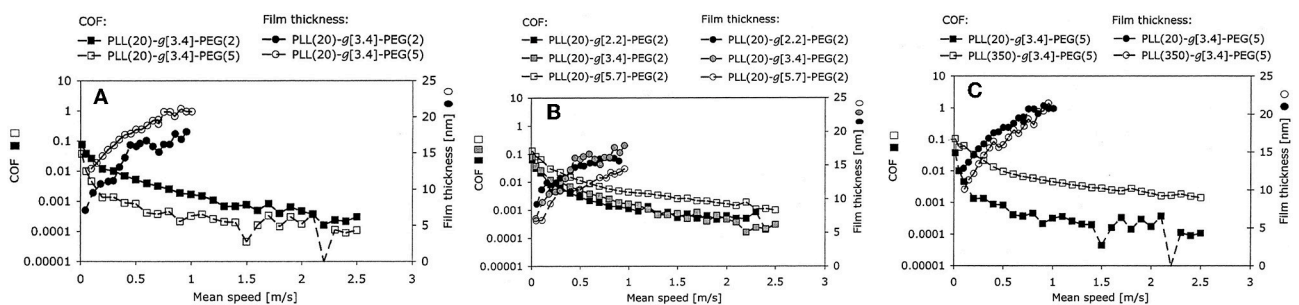 COF: Film thickness:
PLL(20)-g[3.4]-PEG(2) PLL(20)-g[3.4]-PEG(2)
PLL(20)-g[3.4]-PEG(5) PLL(20)-g[3.4]-PEG(5)
A
10
1
0.1
0.01
0.001
0.0001
0.00001
COF
0 0.5 1 1.5 2 2.5 3
Mean speed [m/s]
25
20
15
10
5
0
Film thickness [nm]
COF: Film thickness:
PLL(20)-g[2.2]-PEG(2) PLL(20)-g[2.2]-PEG(2)
PLL(20)-g[3.4]-PEG(2) PLL(20)-g[3.4]-PEG(2)
PLL(20)-g[5.7]-PEG(2) PLL(20)-g[5.7]-PEG(2)
B
10
1
0.1
0.01
0.001
0.0001
0.00001
COF
0 0.5 1 1.5 2 2.5 3
Mean speed [m/s]
25
20
15
10
5
0
Film thickness [nm]
COF: Film thickness:
PLL(20)-g[3.4]-PEG(5) PLL(20)-g[3.4]-PEG(5)
PLL(350)-g[3.4]-PEG(5) PLL(350)-g[3.4]-PEG(5)
C
10
1
0.1
0.01
0.001
0.0001
0.00001
COF
0 0.5 1 1.5 2 2.5 3
Mean speed [m/s]
25
20
15
10
5
0
Film thickness [nm]